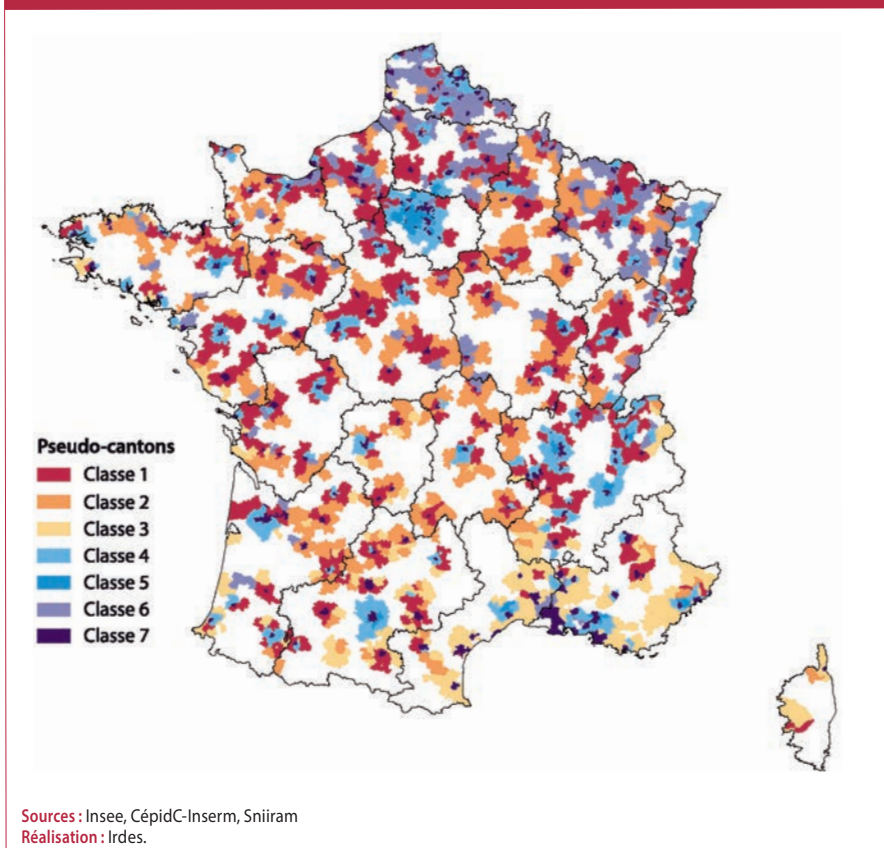 Pseudo-cantons
Classe 1
Classe 2
Classe 3
Classe 4
Classe 5
Classe 6
Classe 7
Sources : Insee, CépidC-Inserm, Sniiram
Réalisation : Irdes.